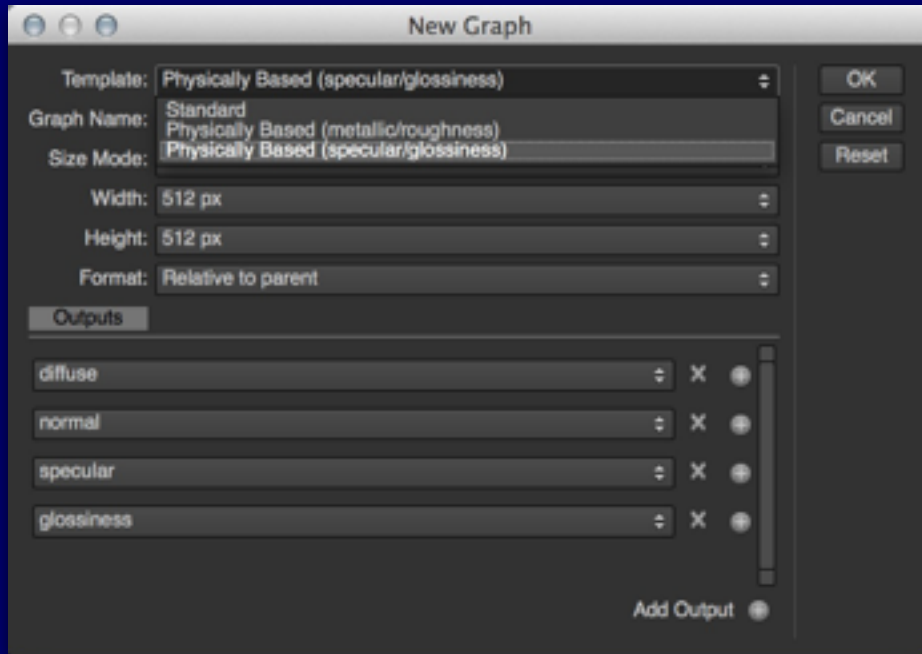 New Graph
Template: Physically Based (specular/glossiness) OK
Standard
Graph Name: Physically Based (metallic/roughness) Cancel
Size Mode: Physically Based (specular/glossiness) Reset
Width: 512 px
Height: 512 px
Format: Relative to parent
Outputs
diffuse
normal
specular
glossiness
Add Output